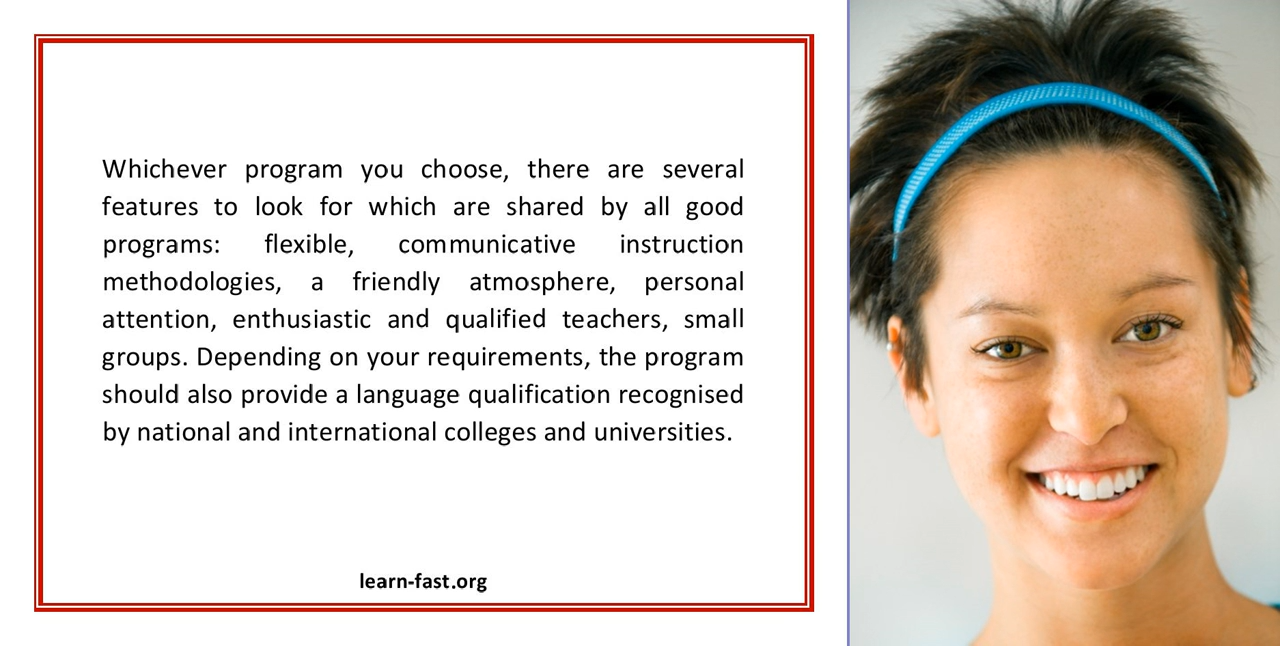 Whichever program you choose, there are several
features to look for which are shared by all good
programs: flexible, communicative instruction
methodologies, a friendly atmosphere, personal
attention, enthusiastic and qualified teachers, small
groups. Depending on your requirements, the program
should also provide a language qualification recognised
by national and international colleges and universities.
learn-fast.org